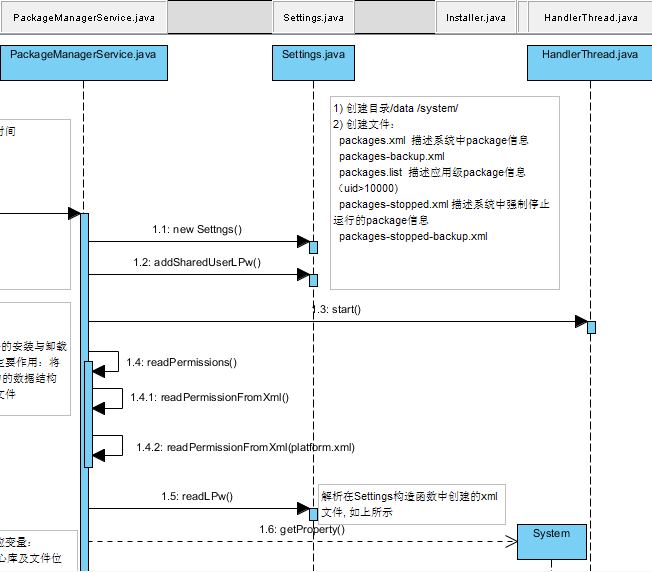 PackageManagerService.java
Settings.java
Installer.java
HandlerThread.java
PackageManagerService.java
Settings.java
HandlerThread.java
1) 创建目录/data /system/
2) 创建文件：
packages.xml 描述系统中package信息
packages-backup.xml
packages.list 描述应用级package信息
（uid>10000)
packages-stopped.xml 描述系统中强制停止
运行的package信息
packages-stopped-backup.xml
时间
1.1: new Settngs()
1.2: addSharedUserLPw()
1.3: start()
的安装与卸载
主要作用：将
的数据结构
文件
1.4: readPermissions()
1.4.1: readPermissionFromXml()
1.4.2: readPermissionFromXml(platform.xml)
1.5: readLPw()
解析在Settings构造函数中创建的xml
文件, 如上所示
1.6: getProperty()
System
变量：
库及文件位